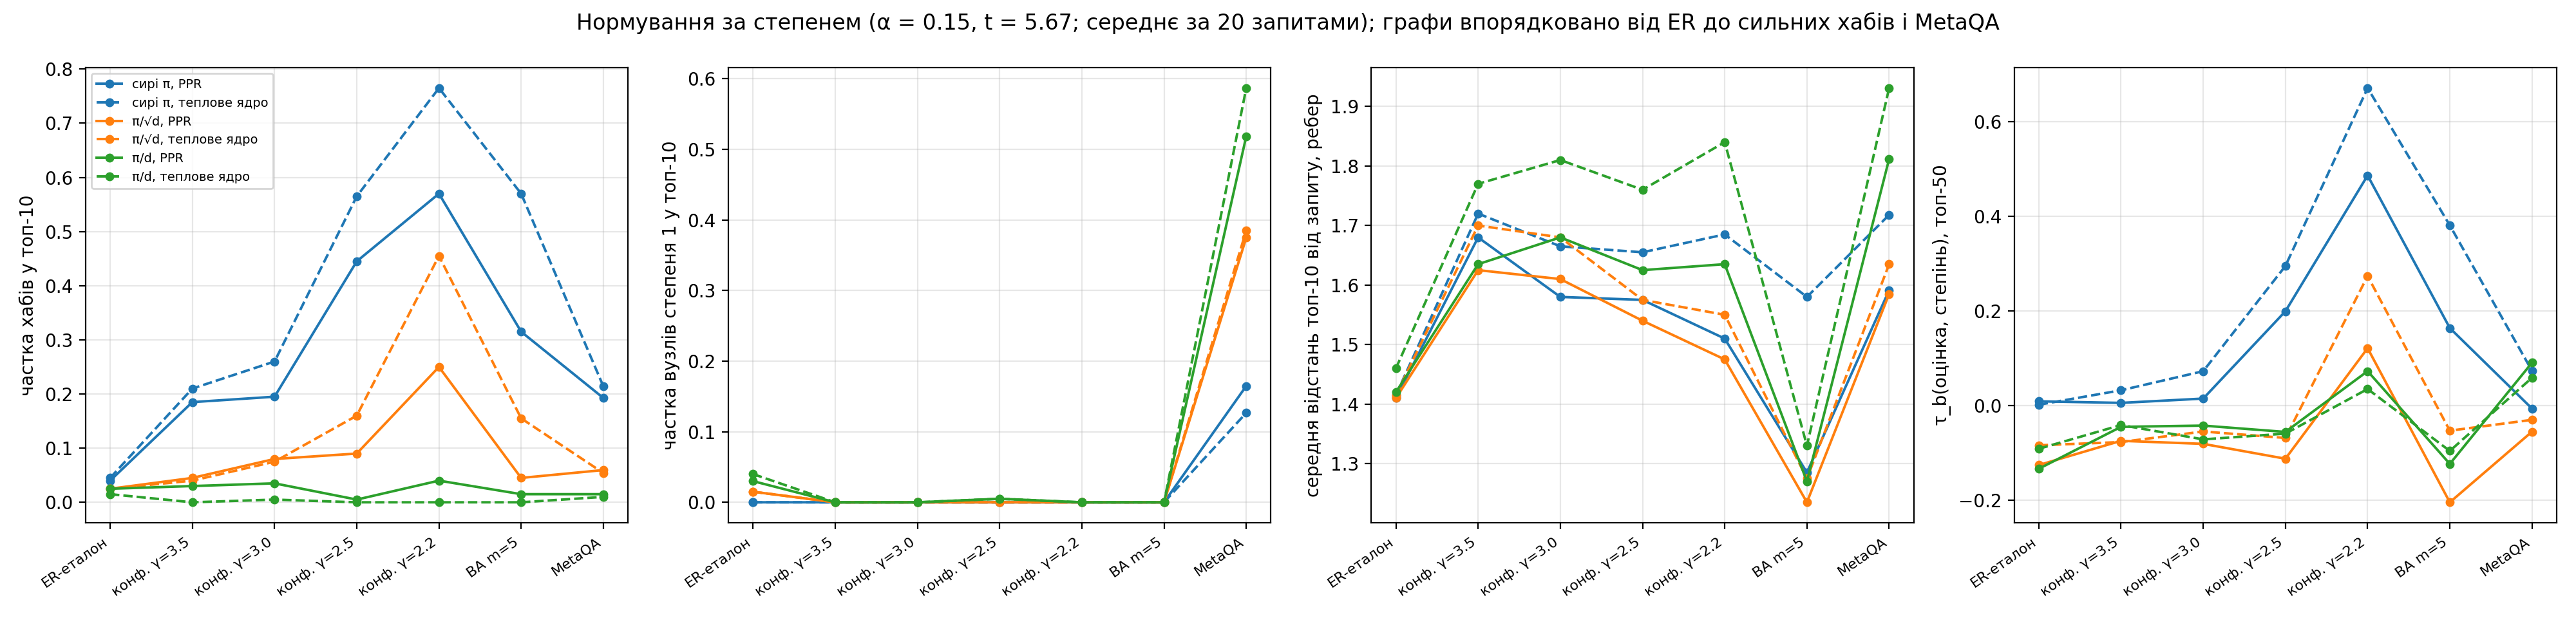 Нормування за степенем (α = 0.15, t = 5.67; середнє за 20 запитами); графи впорядковано від ER до сильних хабів і MetaQA
частка хабів у топ-10
0.8
0.7
0.6
0.5
0.4
0.3
0.2
0.1
0.0
сирі π, PPR
сирі π, теплове ядро
π/√d, PPR
π/√d, теплове ядро
π/d, PPR
π/d, теплове ядро
ER-еталон
конф. γ=3.5
конф. γ=3.0
конф. γ=2.5
конф. γ=2.2
BA m=5
MetaQA
частка вузлів степеня 1 у топ-10
0.6
0.5
0.4
0.3
0.2
0.1
0.0
ER-еталон
конф. γ=3.5
конф. γ=3.0
конф. γ=2.5
конф. γ=2.2
BA m=5
MetaQA
середня відстань топ-10 від запиту, ребер
1.9
1.8
1.7
1.6
1.5
1.4
1.3
ER-еталон
конф. γ=3.5
конф. γ=3.0
конф. γ=2.5
конф. γ=2.2
BA m=5
MetaQA
τ_b(оцінка, степінь), топ-50
0.6
0.4
0.2
0.0
−0.2
ER-еталон
конф. γ=3.5
конф. γ=3.0
конф. γ=2.5
конф. γ=2.2
BA m=5
MetaQA